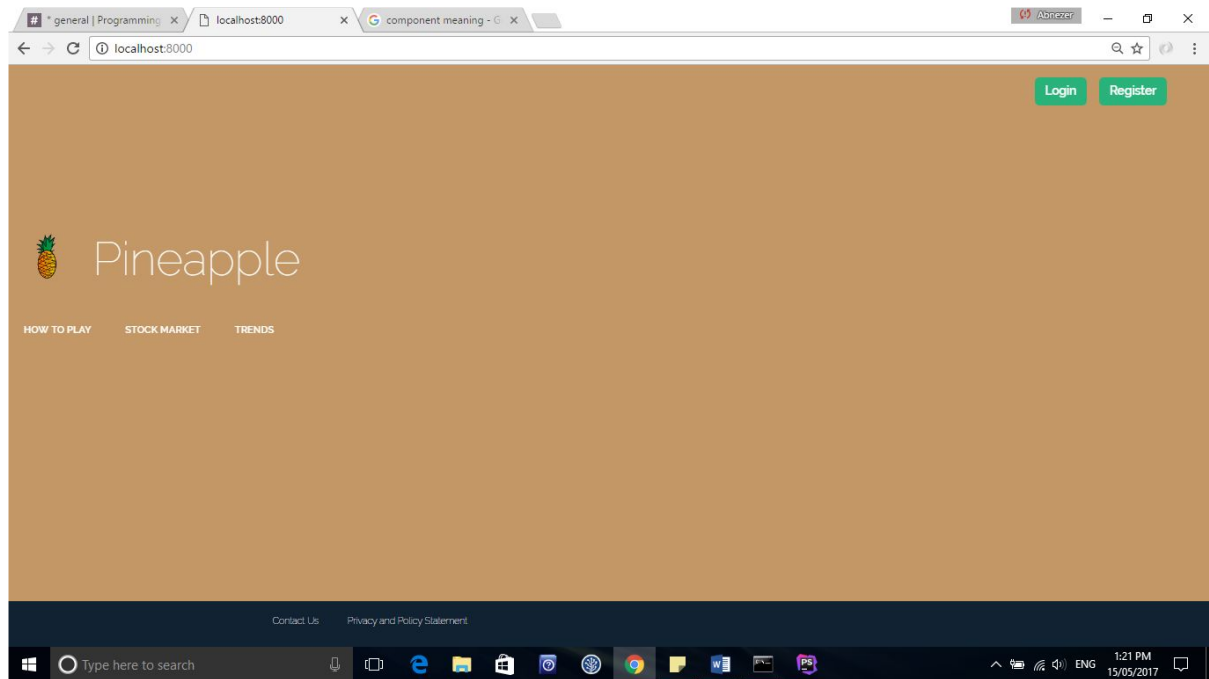 # * general | Programming
localhost:8000
G component meaning - G
Abnezer
localhost:8000
Login Register
Pineapple
HOW TO PLAY STOCK MARKET TRENDS
Contact Us Privacy and Policy Statement
Type here to search
ENG
1:21 PM
15/05/2017